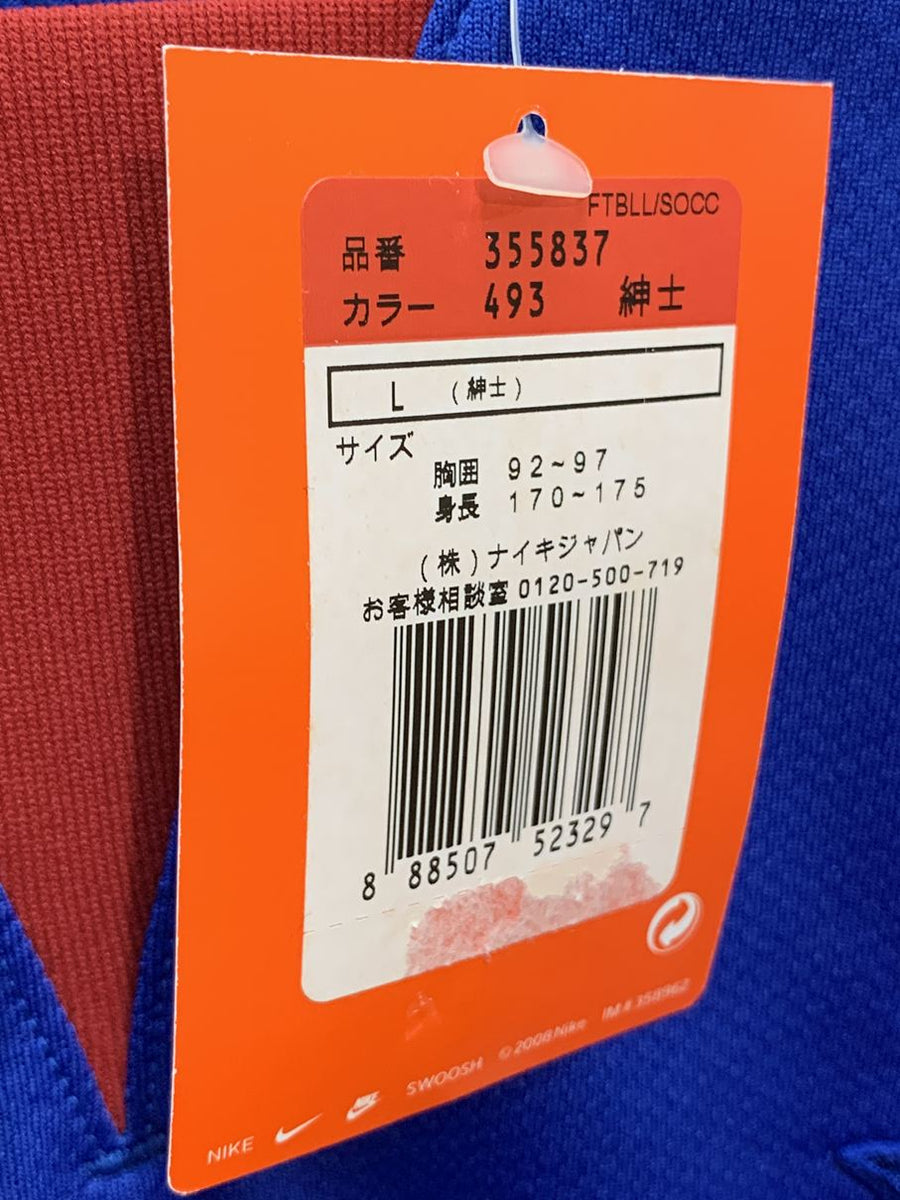 FTBLL/SOCC
品番 355837
カラー 493 紳士
L (紳士)
サイズ
胸囲 92~97
身長 170~175
(株)ナイキジャパン
お客様相談室 0120-500-719
8 88507 52329 7
NIKE SWOOSH © 2008 Nike IM # 358962